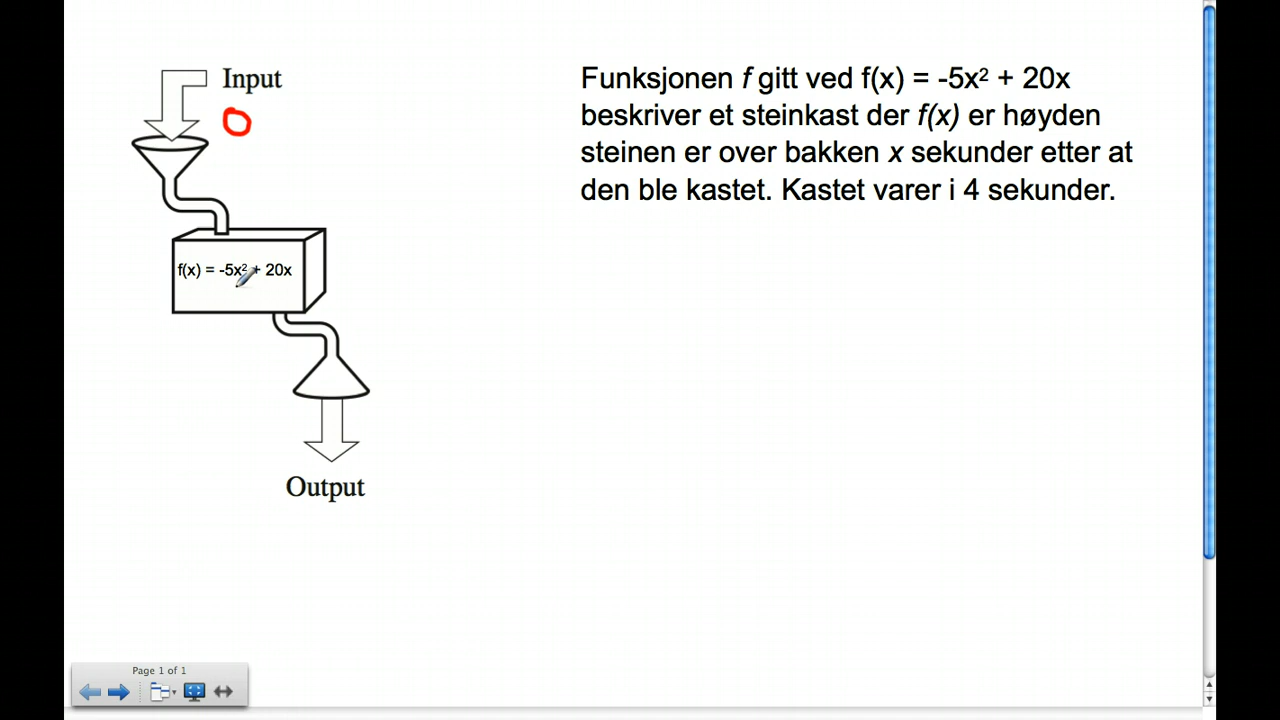 Input
0
f(x) = -5x² + 20x
Output
Funksjonen f gitt ved f(x) = -5x² + 20x
beskriver et steinkast der f(x) er høyden
steinen er over bakken x sekunder etter at
den ble kastet. Kastet varer i 4 sekunder.
Page 1 of 1